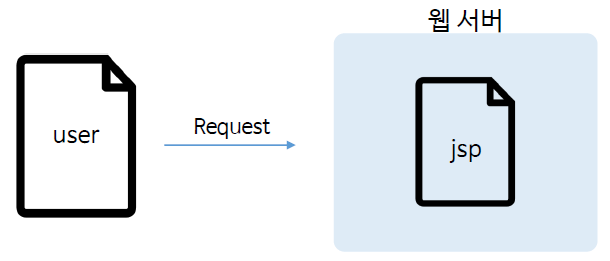 웹 서버
user
Request
jsp